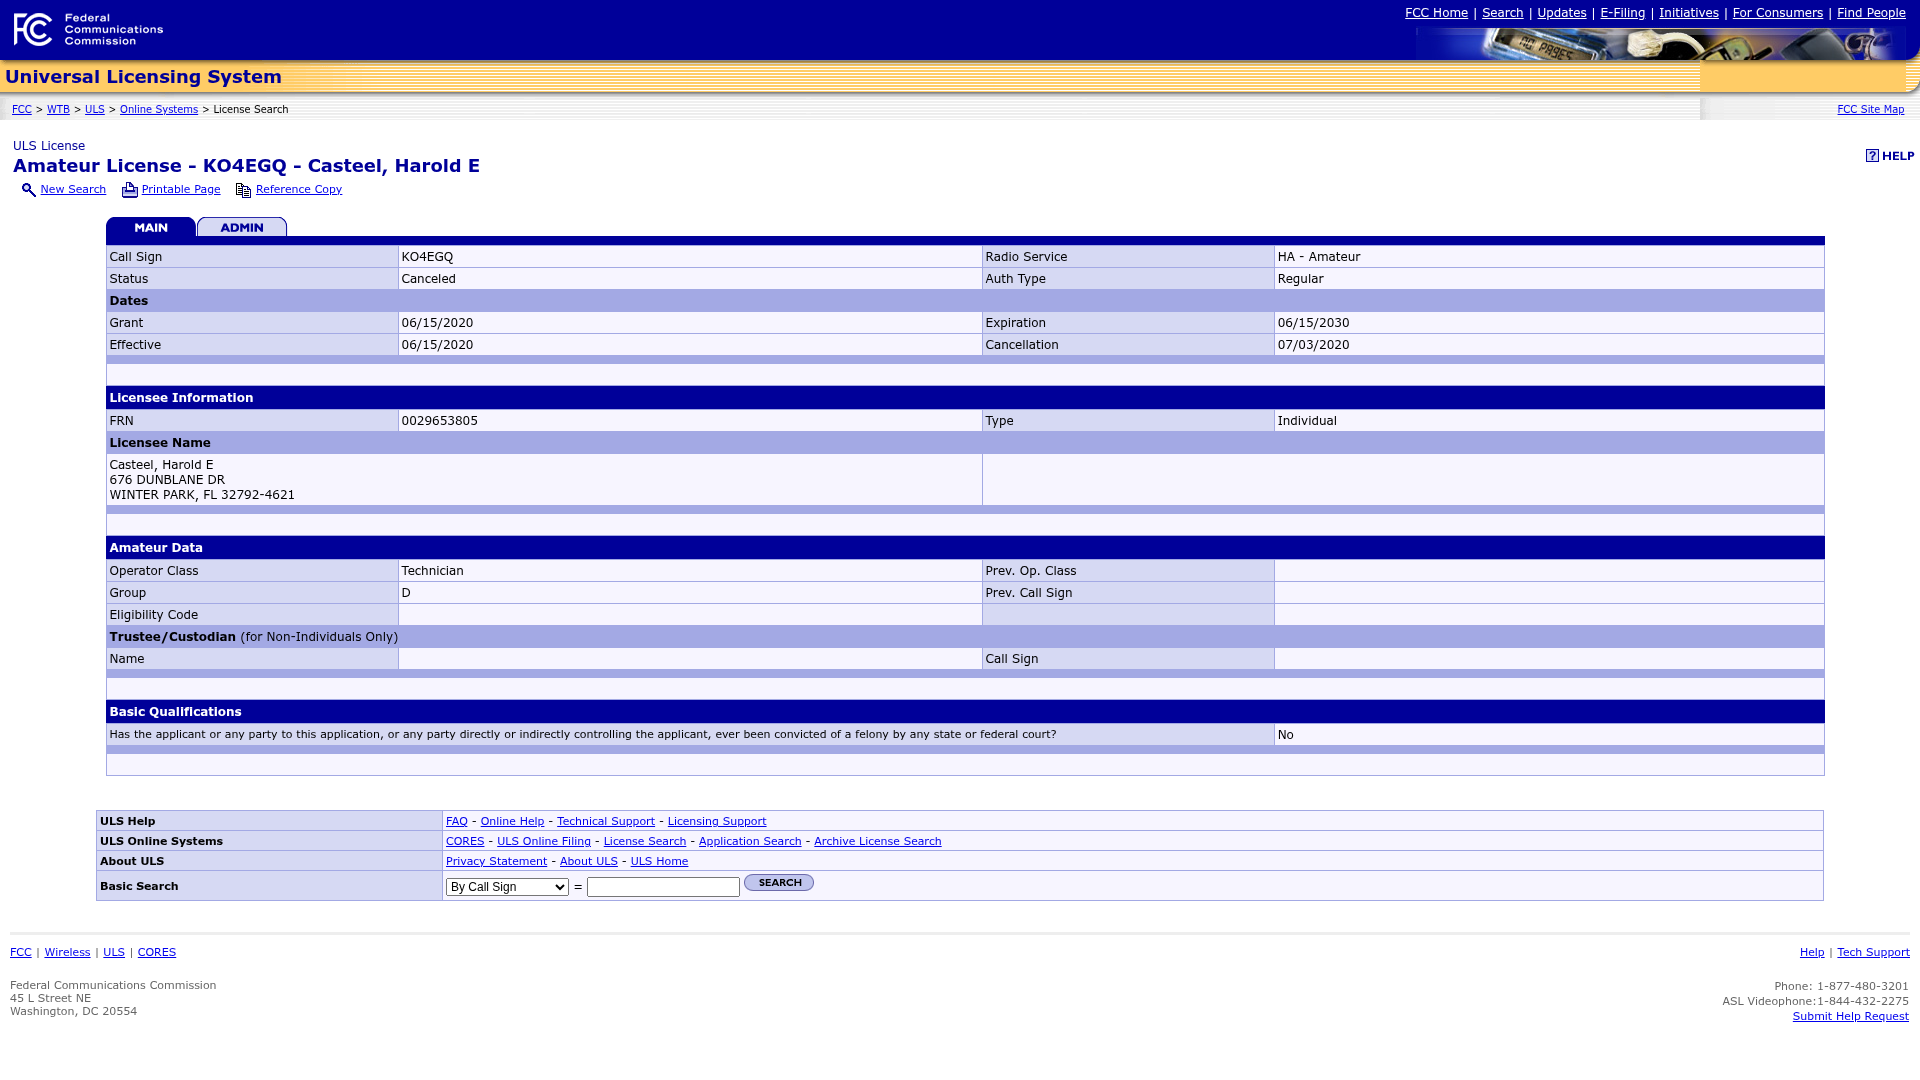 FCC Federal Communications Commission
FCC Home | Search | Updates | E-Filing | Initiatives | For Consumers | Find People
NO PAGES
Universal Licensing System
FCC > WTB > ULS > Online Systems > License Search
FCC Site Map
ULS License
Amateur License - KO4EGQ - Casteel, Harold E
? HELP
New Search Printable Page Reference Copy
MAIN ADMIN
Call Sign KO4EGQ Radio Service HA - Amateur
Status Canceled Auth Type Regular
Dates
Grant 06/15/2020 Expiration 06/15/2030
Effective 06/15/2020 Cancellation 07/03/2020
Licensee Information
FRN 0029653805 Type Individual
Licensee Name
Casteel, Harold E
676 DUNBLANE DR
WINTER PARK, FL 32792-4621
Amateur Data
Operator Class Technician Prev. Op. Class
Group D Prev. Call Sign
Eligibility Code
Trustee/Custodian (for Non-Individuals Only)
Name Call Sign
Basic Qualifications
Has the applicant or any party to this application, or any party directly or indirectly controlling the applicant, ever been convicted of a felony by any state or federal court? No
ULS Help FAQ - Online Help - Technical Support - Licensing Support
ULS Online Systems CORES - ULS Online Filing - License Search - Application Search - Archive License Search
About ULS Privacy Statement - About ULS - ULS Home
Basic Search By Call Sign = SEARCH
FCC | Wireless | ULS | CORES
Help | Tech Support
Federal Communications Commission
45 L Street NE
Washington, DC 20554
Phone: 1-877-480-3201
ASL Videophone:1-844-432-2275
Submit Help Request